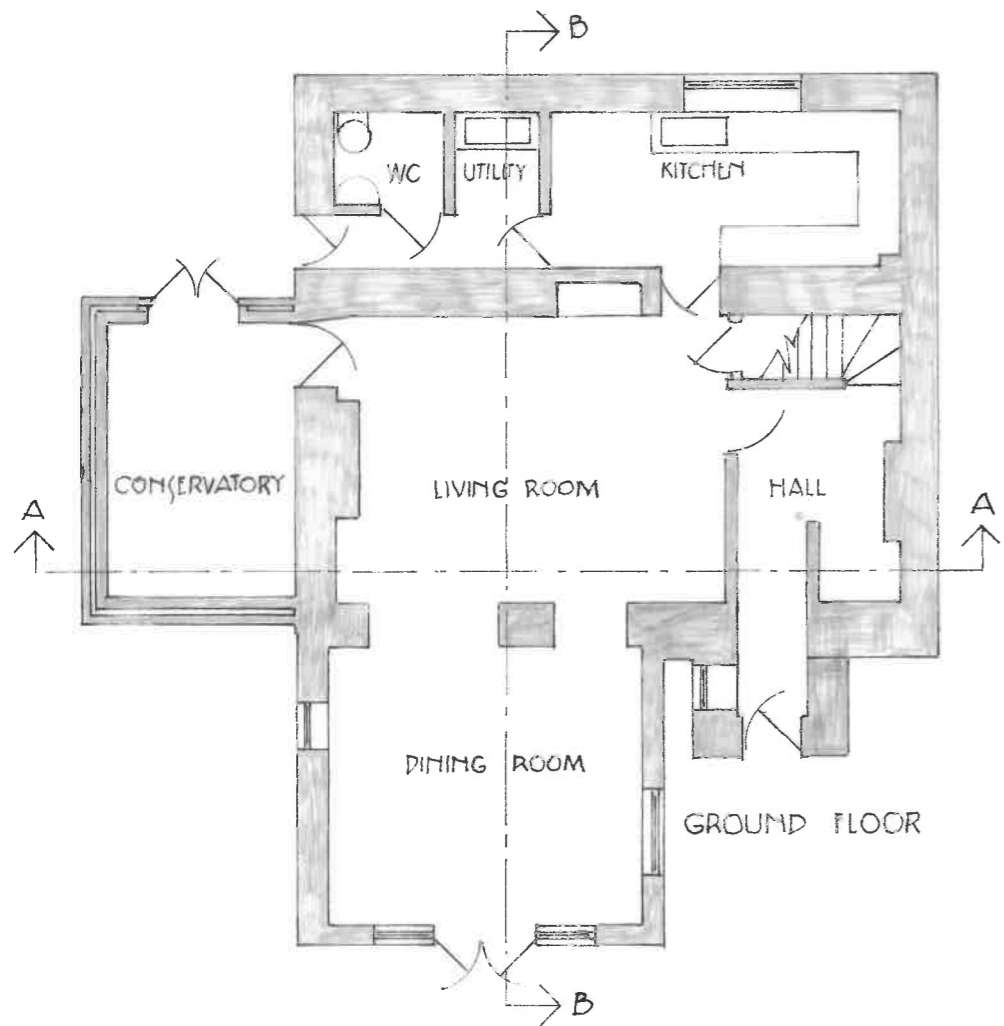 B
WC
UTILITY
KITCHEN
CONSERVATORY
LIVING ROOM
HALL
A
A
DINING ROOM
GROUND FLOOR
B